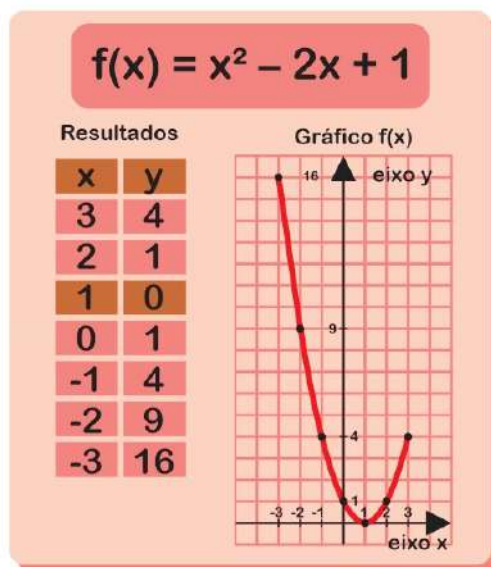 f(x) = x² – 2x + 1
Resultados
x y
3 4
2 1
1 0
0 1
-1 4
-2 9
-3 16
Gráfico f(x)
16 eixo y
9
4
1
-3 -2 -1 1 2 3
eixo x